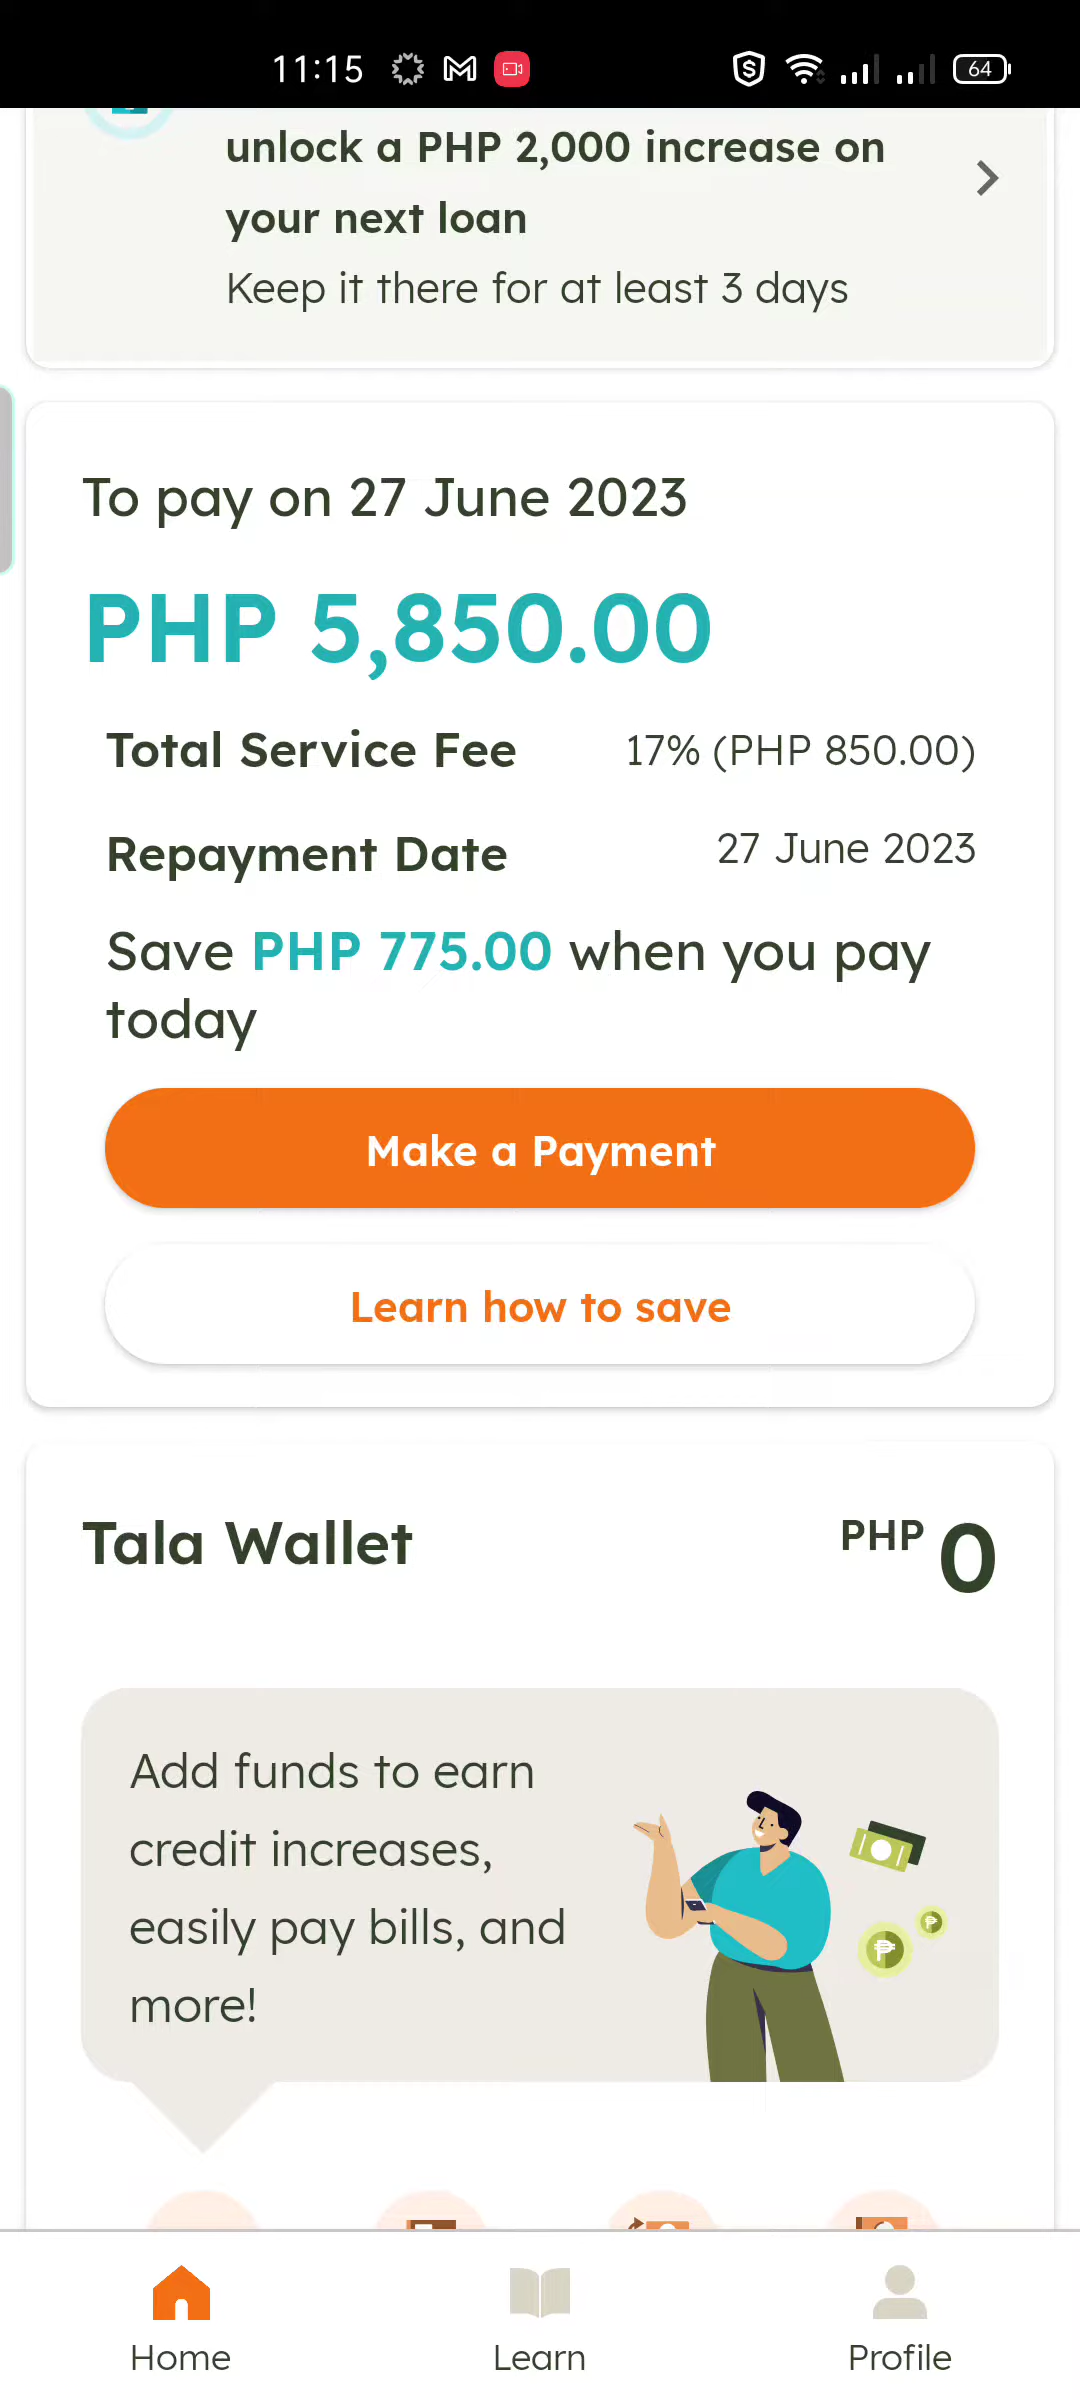 11:15
64
unlock a PHP 2,000 increase on
your next loan
Keep it there for at least 3 days
To pay on 27 June 2023
PHP 5,850.00
Total Service Fee 17% (PHP 850.00)
Repayment Date 27 June 2023
Save PHP 775.00 when you pay
today
Make a Payment
Learn how to save
Tala Wallet PHP 0
Add funds to earn
credit increases,
easily pay bills, and
more!
Home Learn Profile